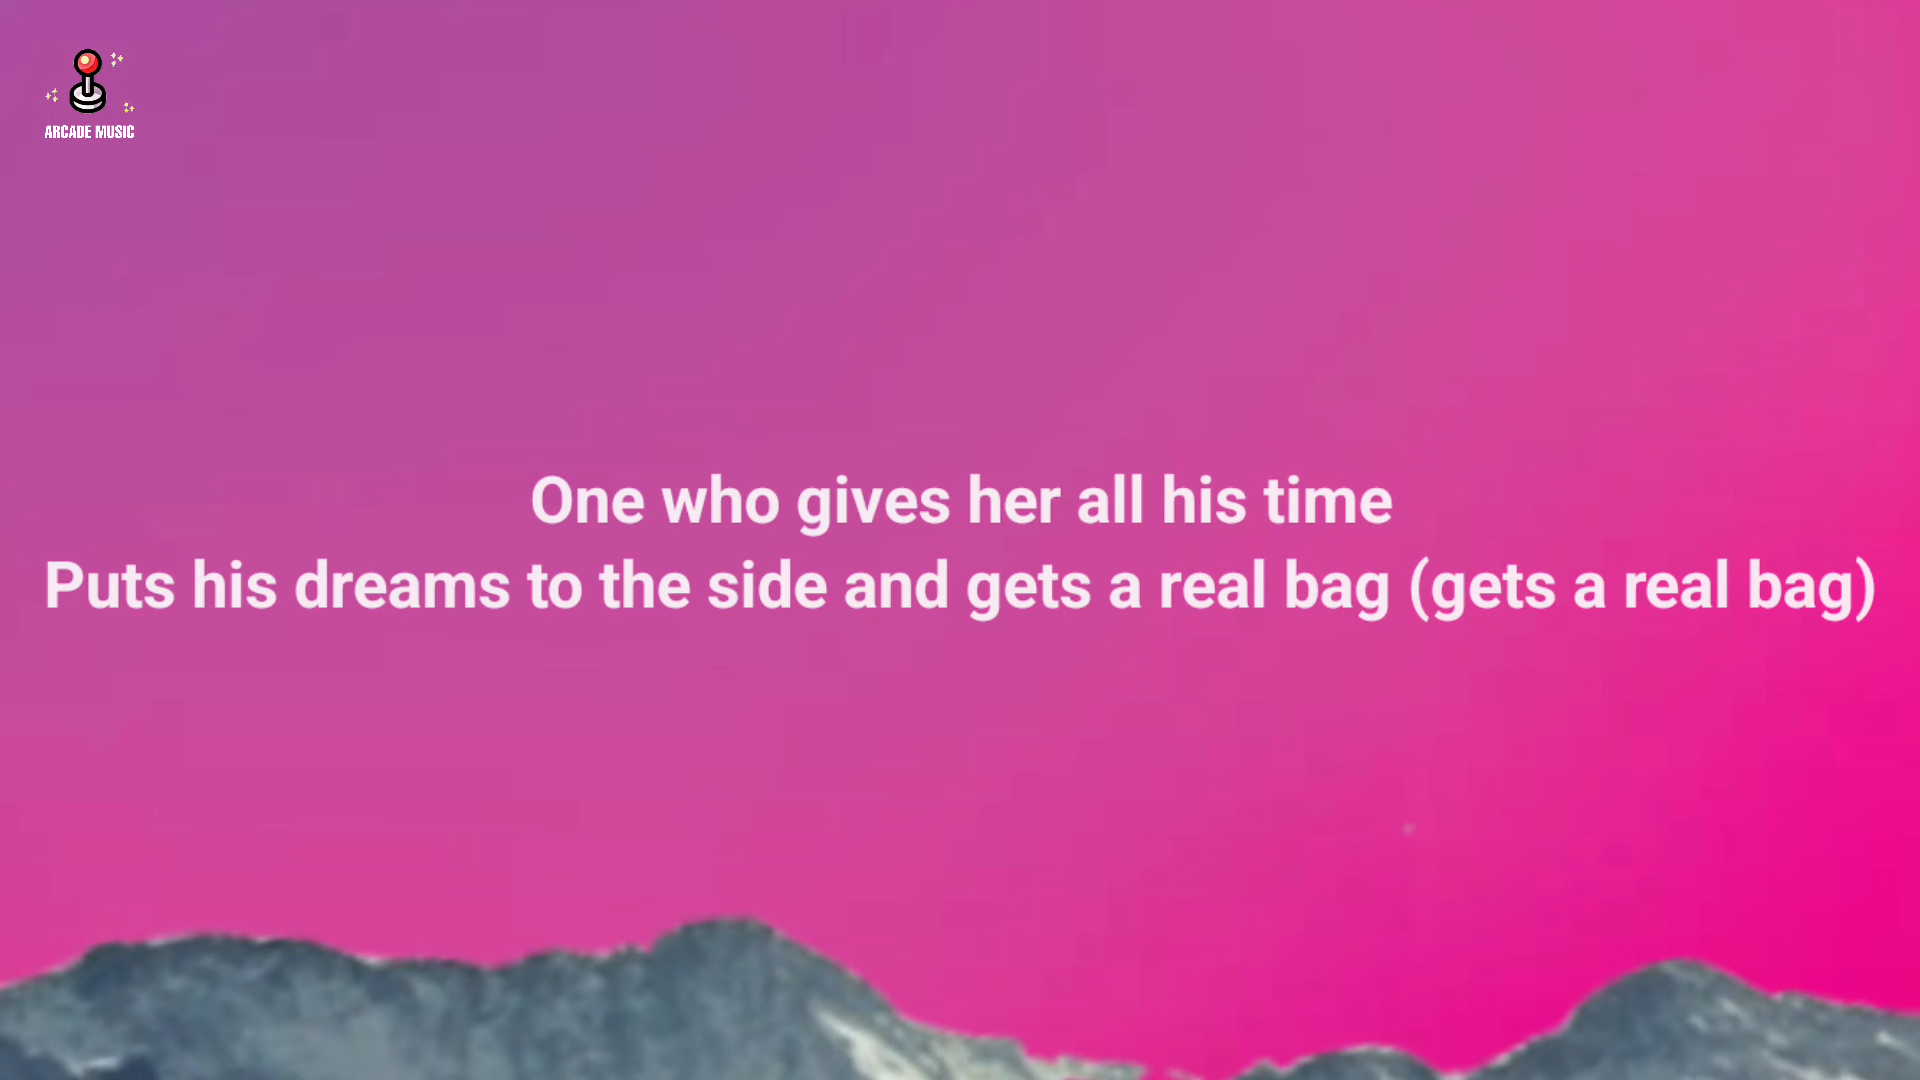 ARCADE MUSIC
One who gives her all his time
Puts his dreams to the side and gets a real bag (gets a real bag)